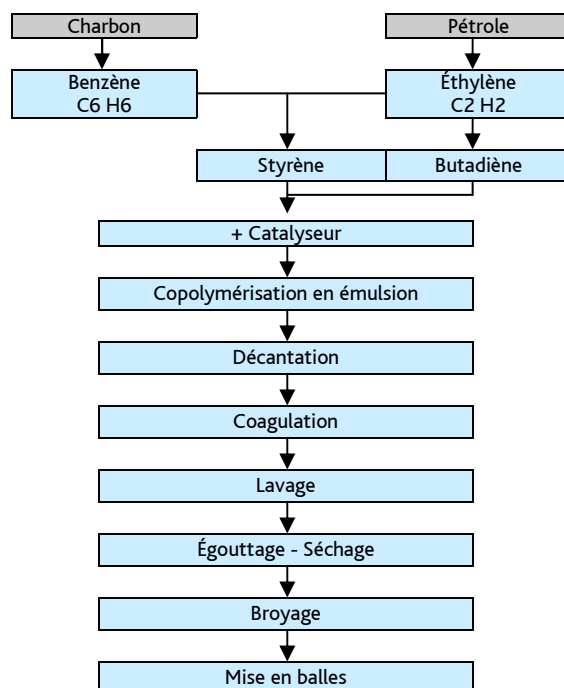 Charbon
Pétrole
Benzène
C6 H6
Éthylène
C2 H2
Styrène
Butadiène
+ Catalyseur
Copolymérisation en émulsion
Décantation
Coagulation
Lavage
Égouttage - Séchage
Broyage
Mise en balles